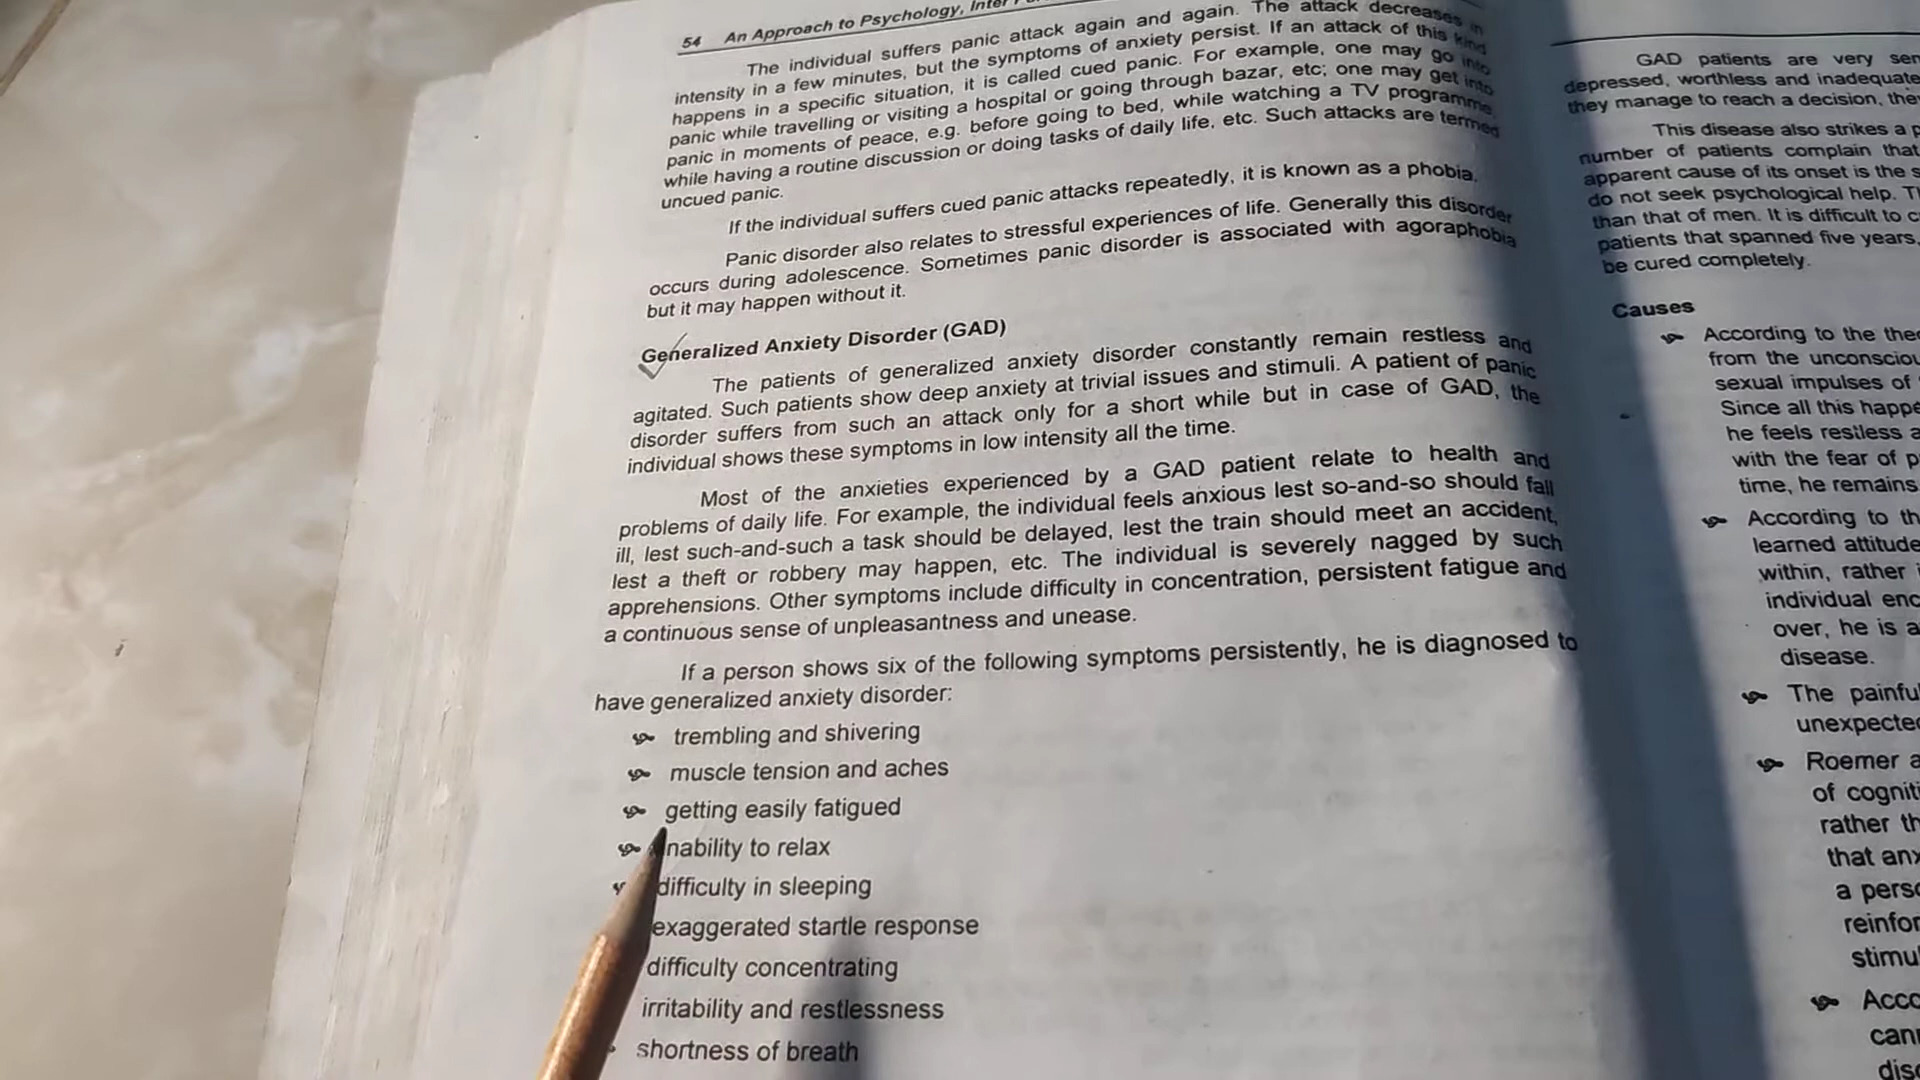 54 An Approach to Psychology, Inter
The individual suffers panic attack again and again. The attack decreases in
intensity in a few minutes, but the symptoms of anxiety persist. If an attack of this kind
happens in a specific situation, it is called cued panic. For example, one may go into
panic while travelling or visiting a hospital or going through bazar, etc; one may get into
panic in moments of peace, e.g. before going to bed, while watching a TV programme,
while having a routine discussion or doing tasks of daily life, etc. Such attacks are termed
uncued panic.
If the individual suffers cued panic attacks repeatedly, it is known as a phobia.
Panic disorder also relates to stressful experiences of life. Generally this disorder
occurs during adolescence. Sometimes panic disorder is associated with agoraphobia
but it may happen without it.
Generalized Anxiety Disorder (GAD)
The patients of generalized anxiety disorder constantly remain restless and
agitated. Such patients show deep anxiety at trivial issues and stimuli. A patient of panic
disorder suffers from such an attack only for a short while but in case of GAD, the
individual shows these symptoms in low intensity all the time.
Most of the anxieties experienced by a GAD patient relate to health and
problems of daily life. For example, the individual feels anxious lest so-and-so should fall
ill, lest such-and-such a task should be delayed, lest the train should meet an accident,
lest a theft or robbery may happen, etc. The individual is severely nagged by such
apprehensions. Other symptoms include difficulty in concentration, persistent fatigue and
a continuous sense of unpleasantness and unease.
If a person shows six of the following symptoms persistently, he is diagnosed to
have generalized anxiety disorder:
trembling and shivering
muscle tension and aches
getting easily fatigued
nability to relax
difficulty in sleeping
exaggerated startle response
difficulty concentrating
irritability and restlessness
shortness of breath
GAD patients are very
depressed, worthless and inadequate
they manage to reach a decision,
This disease also strikes a
number of patients complain that
apparent cause of its onset is the
do not seek psychological help.
than that of men. It is difficult to
patients that spanned five years,
be cured completely.
Causes
According to the
from the
sexual impulses of
Since all this
he feels restless
with the fear of
time, he remains
According to
learned attitude
within, rather
individual
over, he is
disease.
The
Roemer
of
rather
that
a